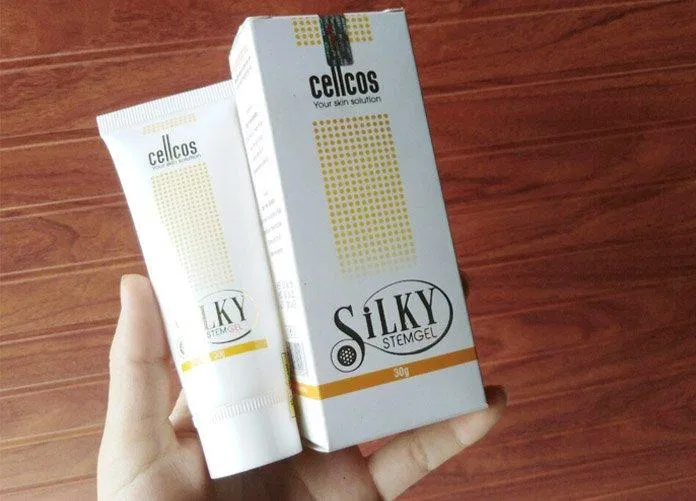 cellcos
Your skin solution
SiLKY
STEMGEL
30g
cellcos
Your skin solution
SiLKY
STEMGEL
30g